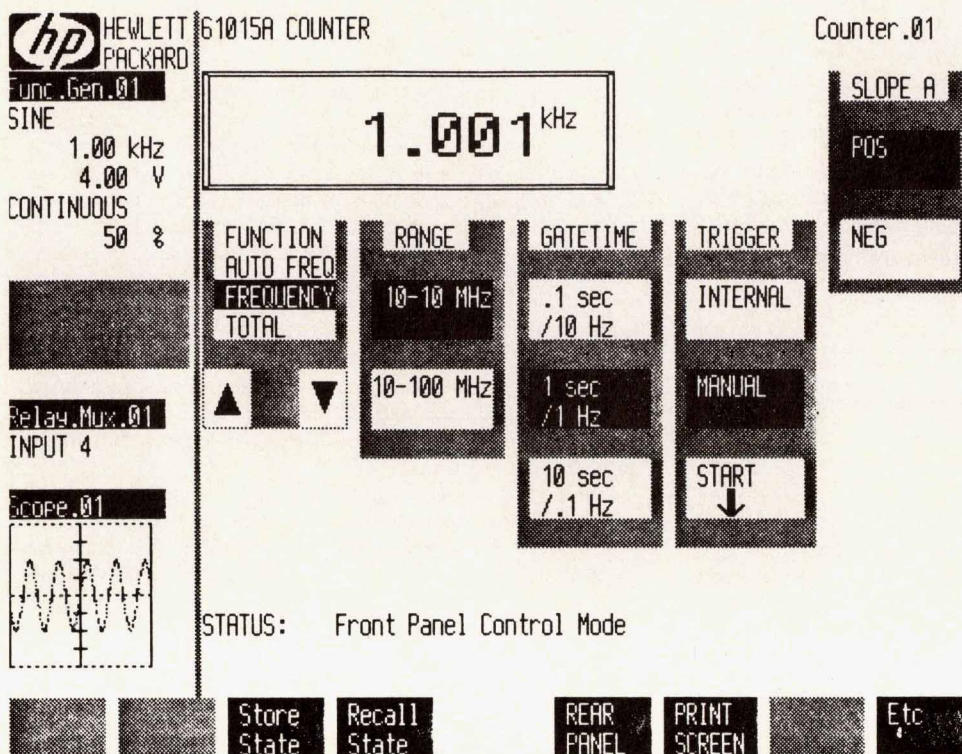 hp HEWLETT PACKARD
61015A COUNTER
Counter.01
Func.Gen.01
SINE
1.00 kHz
4.00 V
CONTINUOUS
50 %
Relay.Mux.01
INPUT 4
Scope.01
1.001 kHz
FUNCTION
AUTO FREQ
FREQUENCY
TOTAL
RANGE
10-10 MHz
10-100 MHz
GATETIME
.1 sec
/10 Hz
1 sec
/1 Hz
10 sec
/.1 Hz
TRIGGER
INTERNAL
MANUAL
START
SLOPE A
POS
NEG
STATUS: Front Panel Control Mode
Store State
Recall State
REAR PANEL
PRINT SCREEN
Etc